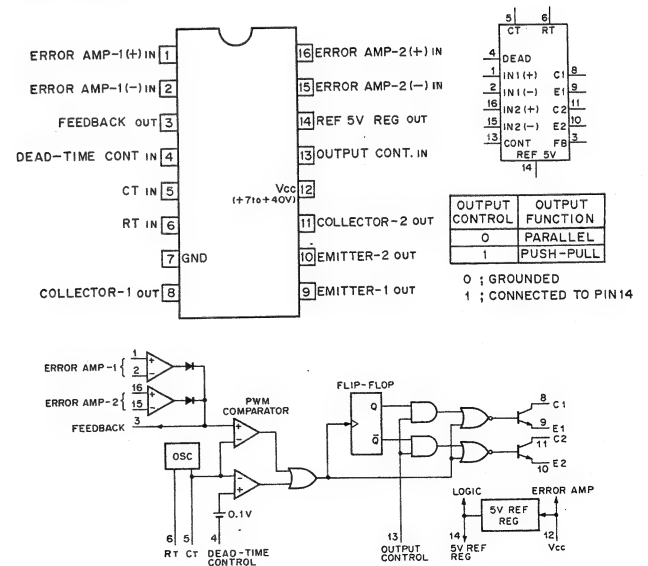 ERROR AMP-1(+) IN 1
16 ERROR AMP-2(+) IN
ERROR AMP-1(-) IN 2
15 ERROR AMP-2(-) IN
FEEDBACK OUT 3
14 REF 5V REG OUT
DEAD-TIME CONT IN 4
13 OUTPUT CONT. IN
CT IN 5
Vcc 12
(+7to+40V)
RT IN 6
11 COLLECTOR-2 OUT
7 GND
10 EMITTER-2 OUT
COLLECTOR-1 OUT 8
9 EMITTER-1 OUT
5 6
CT RT
4 DEAD
1 IN1(+) C1 8
2 IN1(-) E1 9
16 IN2(+) C2 11
15 IN2(-) E2 10
13 CONT FB 3
REF 5V
14
OUTPUT CONTROL OUTPUT FUNCTION
0 PARALLEL
1 PUSH-PULL
0 ; GROUNDED
1 ; CONNECTED TO PIN14
ERROR AMP-1 { 1 +
2 -
ERROR AMP-2 { 16 +
15 -
FEEDBACK 3
PWM
COMPARATOR
+
-
FLIP-FLOP
Q
Q̅
8 C1
9 E1
11 C2
10 E2
OSC
-
+
0.1V
6 5 4
RT CT DEAD-TIME
CONTROL
13
OUTPUT
CONTROL
LOGIC
ERROR AMP
5V REF
REG
14
5V REF
REG
12
Vcc